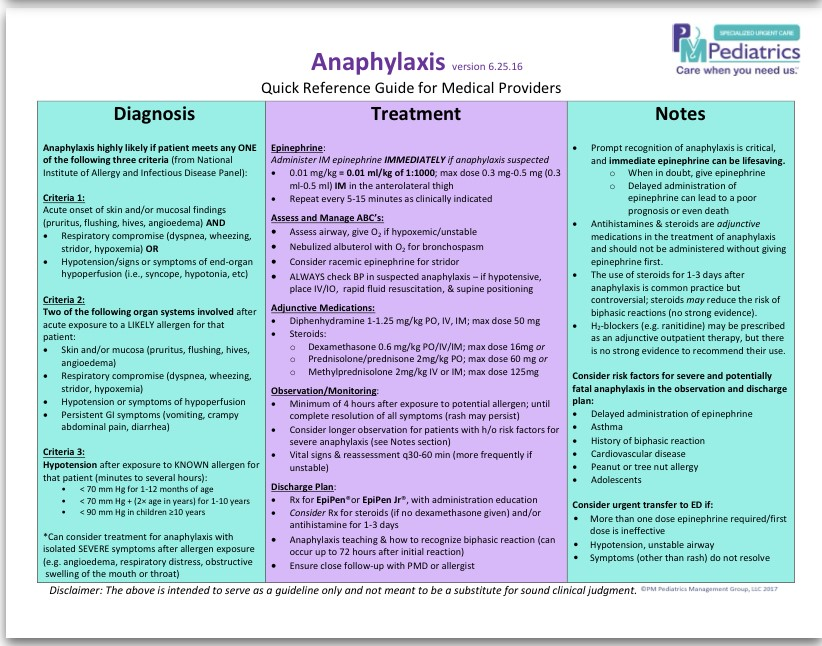 SPECIALIZED URGENT CARE
PM Pediatrics
Care when you need us.™
Anaphylaxis version 6.25.16
Quick Reference Guide for Medical Providers
Diagnosis
Anaphylaxis highly likely if patient meets any ONE
of the following three criteria (from National
Institute of Allergy and Infectious Disease Panel):
Criteria 1:
Acute onset of skin and/or mucosal findings
(pruritus, flushing, hives, angioedema) AND
• Respiratory compromise (dyspnea, wheezing,
stridor, hypoxemia) OR
• Hypotension/signs or symptoms of end-organ
hypoperfusion (i.e., syncope, hypotonia, etc)
Criteria 2:
Two of the following organ systems involved after
acute exposure to a LIKELY allergen for that
patient:
• Skin and/or mucosa (pruritus, flushing, hives,
angioedema)
• Respiratory compromise (dyspnea, wheezing,
stridor, hypoxemia)
• Hypotension or symptoms of hypoperfusion
• Persistent GI symptoms (vomiting, crampy
abdominal pain, diarrhea)
Criteria 3:
Hypotension after exposure to KNOWN allergen for
that patient (minutes to several hours):
• < 70 mm Hg for 1-12 months of age
• < 70 mm Hg + (2× age in years) for 1-10 years
• < 90 mm Hg in children ≥10 years
*Can consider treatment for anaphylaxis with
isolated SEVERE symptoms after allergen exposure
(e.g. angioedema, respiratory distress, obstructive
swelling of the mouth or throat)
Treatment
Epinephrine:
Administer IM epinephrine IMMEDIATELY if anaphylaxis suspected
• 0.01 mg/kg = 0.01 ml/kg of 1:1000; max dose 0.3 mg-0.5 mg (0.3
ml-0.5 ml) IM in the anterolateral thigh
• Repeat every 5-15 minutes as clinically indicated
Assess and Manage ABC's:
• Assess airway, give O₂ if hypoxemic/unstable
• Nebulized albuterol with O₂ for bronchospasm
• Consider racemic epinephrine for stridor
• ALWAYS check BP in suspected anaphylaxis – if hypotensive,
place IV/IO, rapid fluid resuscitation, & supine positioning
Adjunctive Medications:
• Diphenhydramine 1-1.25 mg/kg PO, IV, IM; max dose 50 mg
• Steroids:
o Dexamethasone 0.6 mg/kg PO/IV/IM; max dose 16mg or
o Prednisolone/prednisone 2mg/kg PO; max dose 60 mg or
o Methylprednisolone 2mg/kg IV or IM; max dose 125mg
Observation/Monitoring:
• Minimum of 4 hours after exposure to potential allergen; until
complete resolution of all symptoms (rash may persist)
• Consider longer observation for patients with h/o risk factors for
severe anaphylaxis (see Notes section)
• Vital signs & reassessment q30-60 min (more frequently if
unstable)
Discharge Plan:
• Rx for EpiPen® or EpiPen Jr®, with administration education
• Consider Rx for steroids (if no dexamethasone given) and/or
antihistamine for 1-3 days
• Anaphylaxis teaching & how to recognize biphasic reaction (can
occur up to 72 hours after initial reaction)
• Ensure close follow-up with PMD or allergist
Notes
• Prompt recognition of anaphylaxis is critical,
and immediate epinephrine can be lifesaving.
o When in doubt, give epinephrine
o Delayed administration of
epinephrine can lead to a poor
prognosis or even death
• Antihistamines & steroids are adjunctive
medications in the treatment of anaphylaxis
and should not be administered without giving
epinephrine first.
• The use of steroids for 1-3 days after
anaphylaxis is common practice but
controversial; steroids may reduce the risk of
biphasic reactions (no strong evidence).
• H₂-blockers (e.g. ranitidine) may be prescribed
as an adjunctive outpatient therapy, but there
is no strong evidence to recommend their use.
Consider risk factors for severe and potentially
fatal anaphylaxis in the observation and discharge
plan:
• Delayed administration of epinephrine
• Asthma
• History of biphasic reaction
• Cardiovascular disease
• Peanut or tree nut allergy
• Adolescents
Consider urgent transfer to ED if:
• More than one dose epinephrine required/first
dose is ineffective
• Hypotension, unstable airway
• Symptoms (other than rash) do not resolve
Disclaimer: The above is intended to serve as a guideline only and not meant to be a substitute for sound clinical judgment. ©PM Pediatrics Management Group, LLC 2017